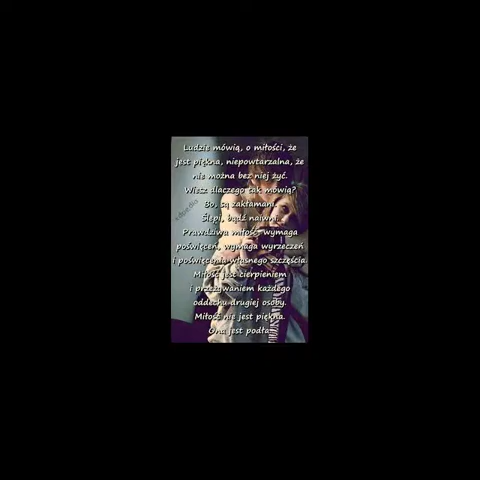 Ludzie mówią, o miłości, że
jest piękna, niepowtarzalna, że
nie można bez niej żyć.
Wiesz dlaczego tak mówią?
Bo, są zakłamani.
Ślepi, bądź naiwni.
Prawdziwa miłość, wymaga
poświęceń, wymaga wyrzeczeń
i poświęcenia własnego szczęścia.
Miłość jest cierpieniem
i przeżywaniem każdego
oddechu drugiej osoby.
Miłość nie jest piękna.
Ona jest podła.